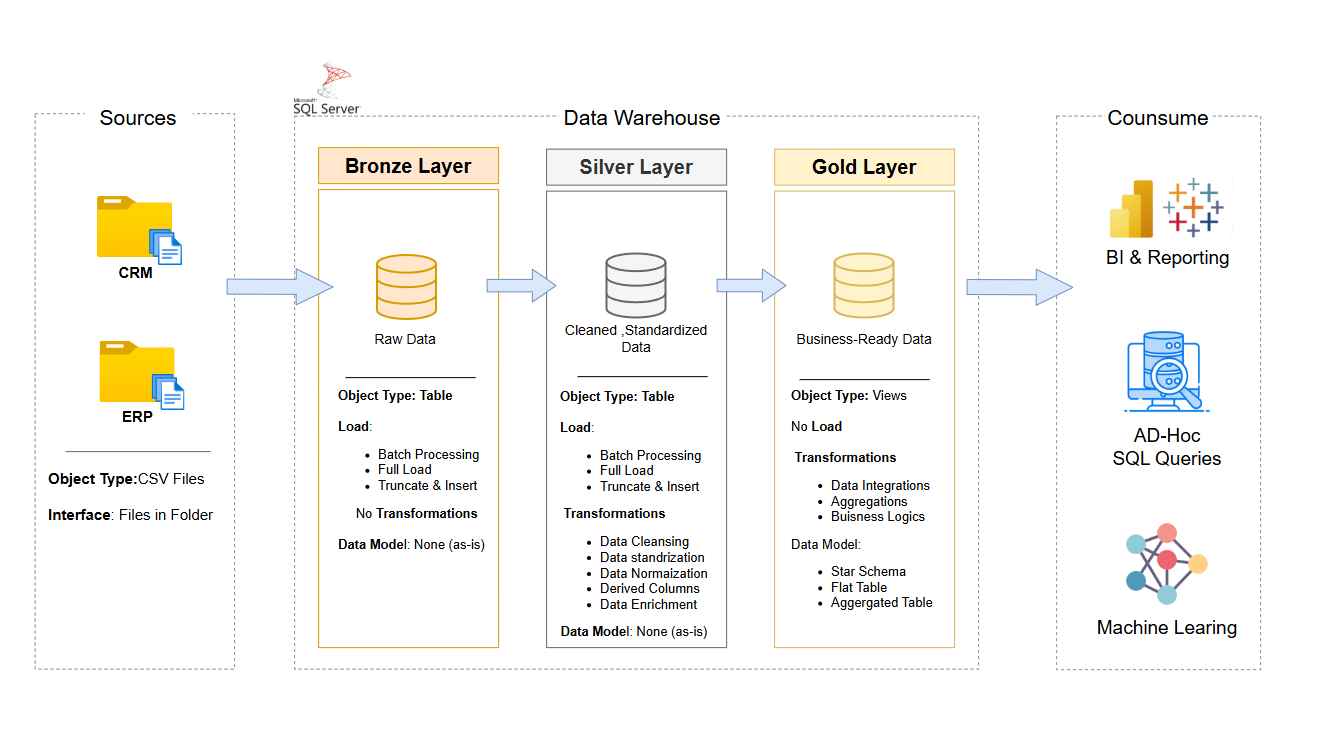 Sources
CRM
ERP
Object Type:CSV Files
Interface: Files in Folder
Microsoft®
SQL Server®
Data Warehouse
Bronze Layer
Raw Data
Object Type: Table
Load:
Batch Processing
Full Load
Truncate & Insert
No Transformations
Data Model: None (as-is)
Silver Layer
Cleaned ,Standardized
Data
Object Type: Table
Load:
Batch Processing
Full Load
Truncate & Insert
Transformations
Data Cleansing
Data standrization
Data Normaization
Derived Columns
Data Enrichment
Data Model: None (as-is)
Gold Layer
Business-Ready Data
Object Type: Views
No Load
Transformations
Data Integrations
Aggregations
Buisness Logics
Data Model:
Star Schema
Flat Table
Aggergated Table
Counsume
BI & Reporting
AD-Hoc
SQL Queries
Machine Learing